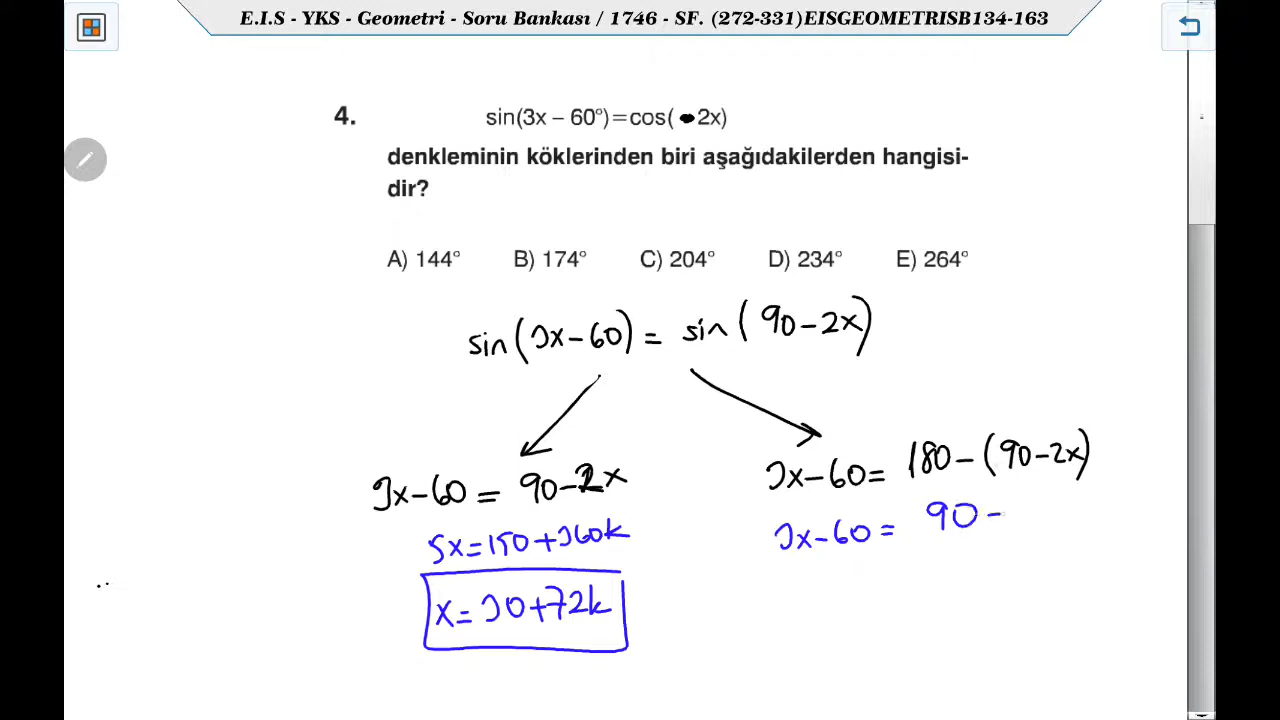 E.I.S - YKS - Geometri - Soru Bankası / 1746 - SF. (272-331)EISGEOMETRISB134-163
4. sin(3x – 60°)=cos( 2x)
denkleminin köklerinden biri aşağıdakilerden hangisi-
dir?
A) 144° B) 174° C) 204° D) 234° E) 264°
sin(3x-60) = sin(90-2x)
3x-60 = 90-2x
3x-60= 180-(90-2x)
5x=150+360k
3x-60= 90-
x=30+72k